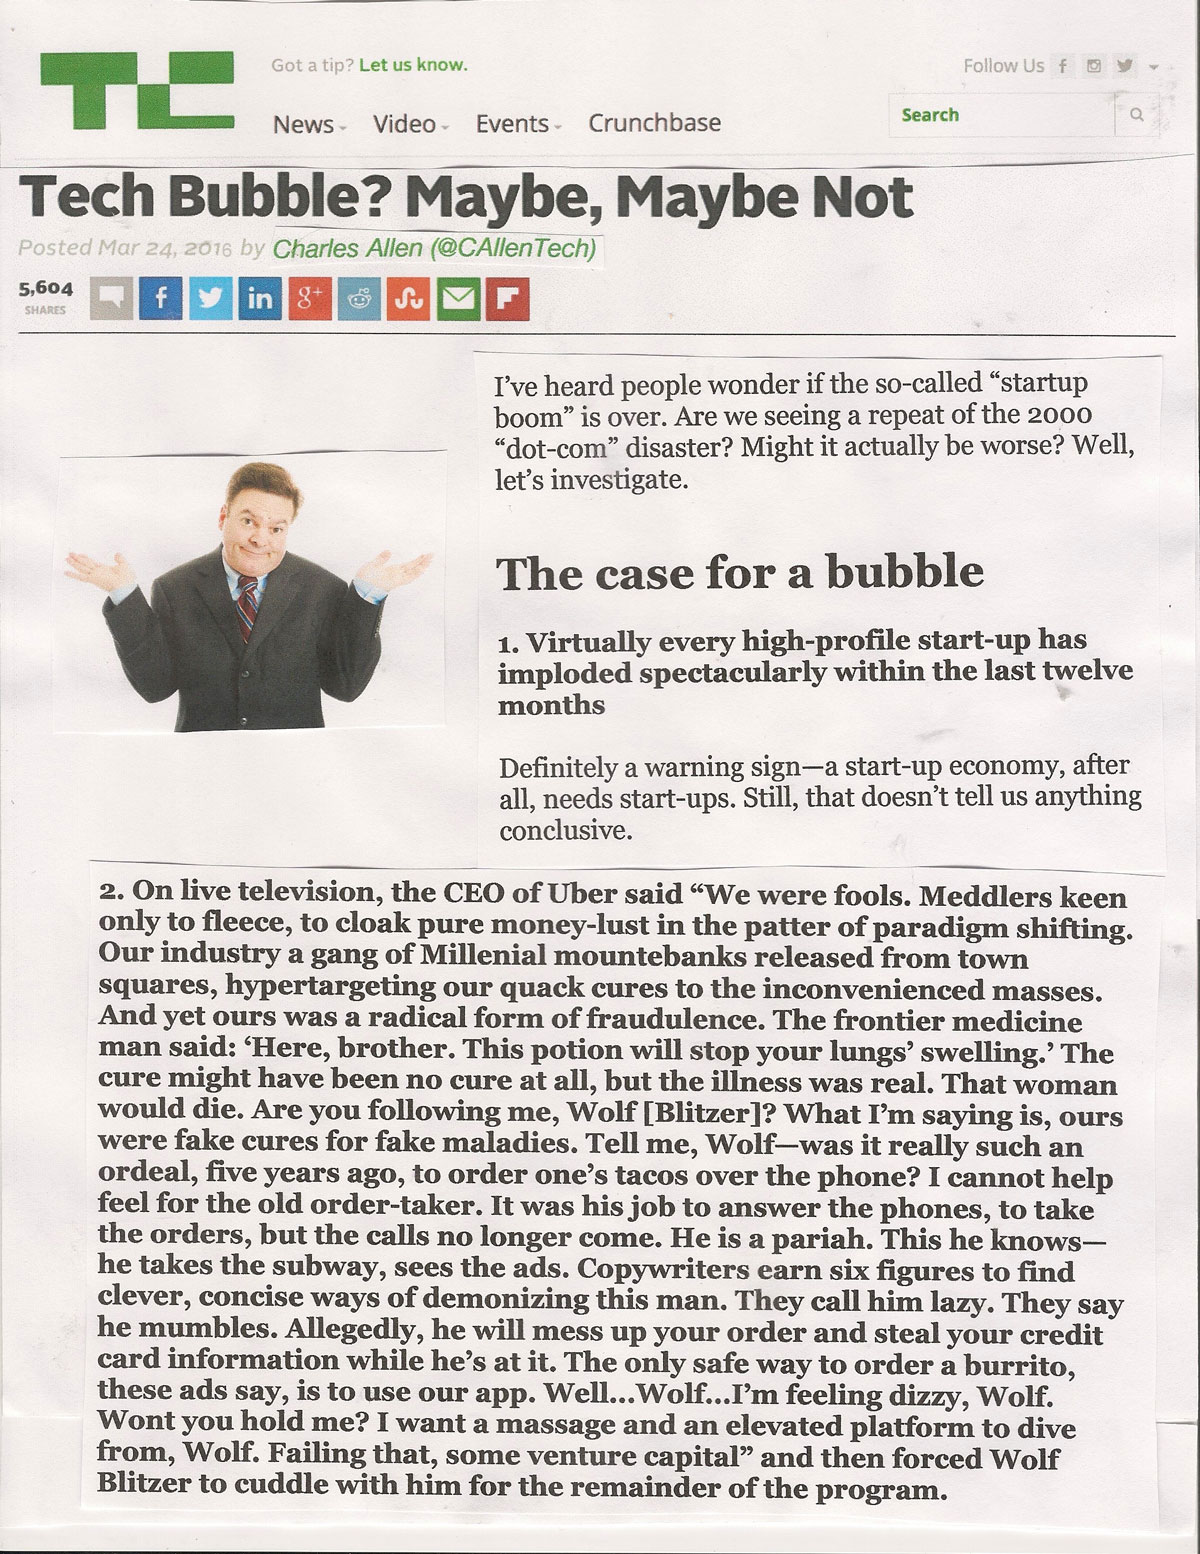 TC
Got a tip? Let us know.
Follow Us
News Video Events Crunchbase
Search
Tech Bubble? Maybe, Maybe Not
Posted Mar 24, 2016 by Charles Allen (@CAllenTech)
5,604
SHARES
I've heard people wonder if the so-called “startup
boom” is over. Are we seeing a repeat of the 2000
“dot-com” disaster? Might it actually be worse? Well,
let's investigate.
The case for a bubble
1. Virtually every high-profile start-up has
imploded spectacularly within the last twelve
months
Definitely a warning sign—a start-up economy, after
all, needs start-ups. Still, that doesn't tell us anything
conclusive.
2. On live television, the CEO of Uber said “We were fools. Meddlers keen
only to fleece, to cloak pure money-lust in the patter of paradigm shifting.
Our industry a gang of Millenial mountebanks released from town
squares, hypertargeting our quack cures to the inconvenienced masses.
And yet ours was a radical form of fraudulence. The frontier medicine
man said: ‘Here, brother. This potion will stop your lungs’ swelling.’ The
cure might have been no cure at all, but the illness was real. That woman
would die. Are you following me, Wolf [Blitzer]? What I'm saying is, ours
were fake cures for fake maladies. Tell me, Wolf—was it really such an
ordeal, five years ago, to order one's tacos over the phone? I cannot help
feel for the old order-taker. It was his job to answer the phones, to take
the orders, but the calls no longer come. He is a pariah. This he knows—
he takes the subway, sees the ads. Copywriters earn six figures to find
clever, concise ways of demonizing this man. They call him lazy. They say
he mumbles. Allegedly, he will mess up your order and steal your credit
card information while he's at it. The only safe way to order a burrito,
these ads say, is to use our app. Well...Wolf...I'm feeling dizzy, Wolf.
Wont you hold me? I want a massage and an elevated platform to dive
from, Wolf. Failing that, some venture capital” and then forced Wolf
Blitzer to cuddle with him for the remainder of the program.